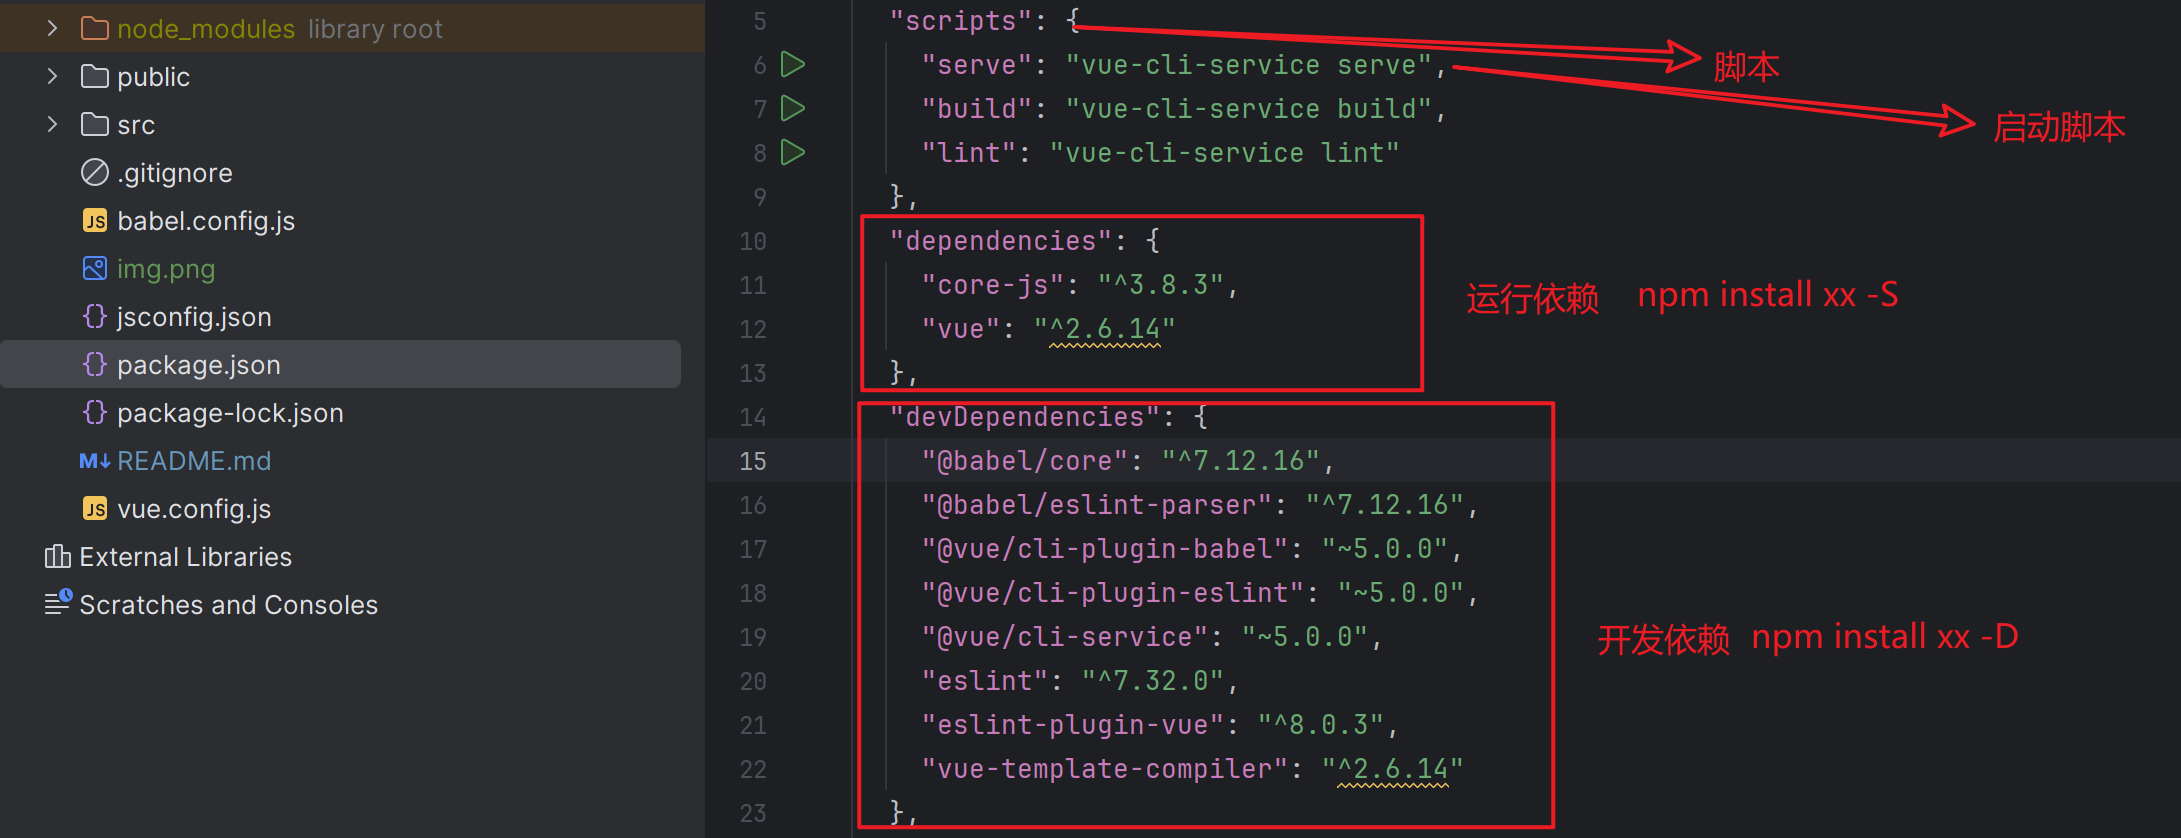 node_modules library root
public
src
.gitignore
babel.config.js
img.png
jsconfig.json
package.json
package-lock.json
README.md
vue.config.js
External Libraries
Scratches and Consoles
5 "scripts": {
6 "serve": "vue-cli-service serve",
脚本
7 "build": "vue-cli-service build",
启动脚本
8 "lint": "vue-cli-service lint"
9 },
10 "dependencies": {
11 "core-js": "^3.8.3",
运行依赖 npm install xx -S
12 "vue": "^2.6.14"
13 },
14 "devDependencies": {
15 "@babel/core": "^7.12.16",
16 "@babel/eslint-parser": "^7.12.16",
17 "@vue/cli-plugin-babel": "~5.0.0",
18 "@vue/cli-plugin-eslint": "~5.0.0",
19 "@vue/cli-service": "~5.0.0",
开发依赖 npm install xx -D
20 "eslint": "^7.32.0",
21 "eslint-plugin-vue": "^8.0.3",
22 "vue-template-compiler": "^2.6.14"
23 },